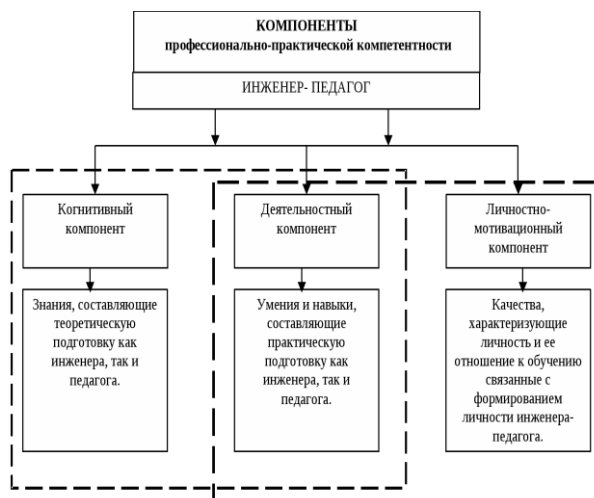 КОМПОНЕНТЫ
профессионально-практической компетентности
ИНЖЕНЕР- ПЕДАГОГ
Когнитивный
компонент
Деятельностный
компонент
Личностно-
мотивационный
компонент
Знания, составляющие
теоретическую
подготовку как
инженера, так и
педагога.
Умения и навыки,
составляющие
практическую
подготовку как
инженера, так и
педагога.
Качества,
характеризующие
личность и ее
отношение к обучению
связанные с
формированием
личности инженера-
педагога.